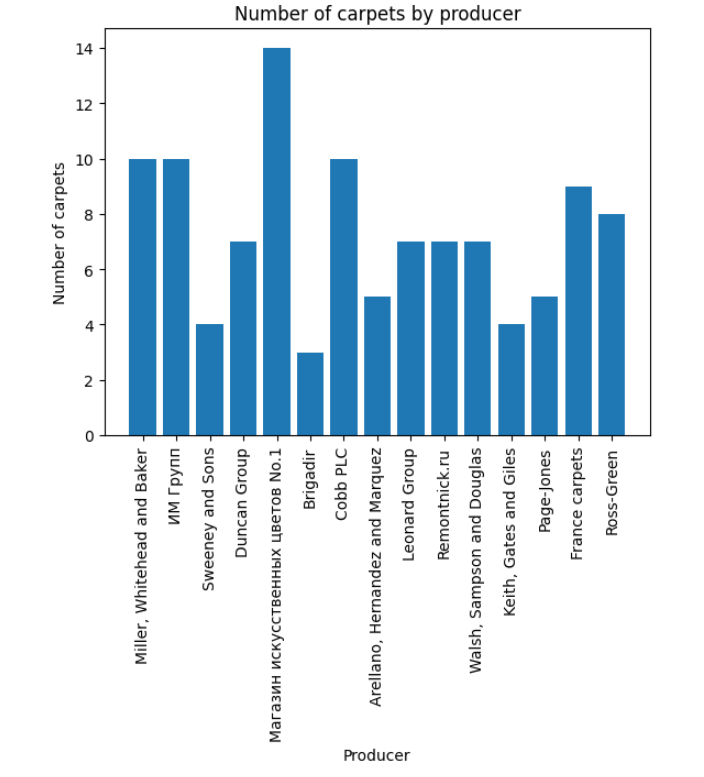 Number of carpets by producer
Number of carpets
14
12
10
8
6
4
2
0
Miller, Whitehead and Baker
ИМ Групп
Sweeney and Sons
Duncan Group
Магазин искусственных цветов No.1
Brigadir
Cobb PLC
Arellano, Hernandez and Marquez
Leonard Group
Remontnick.ru
Walsh, Sampson and Douglas
Keith, Gates and Giles
Page-Jones
France carpets
Ross-Green
Producer